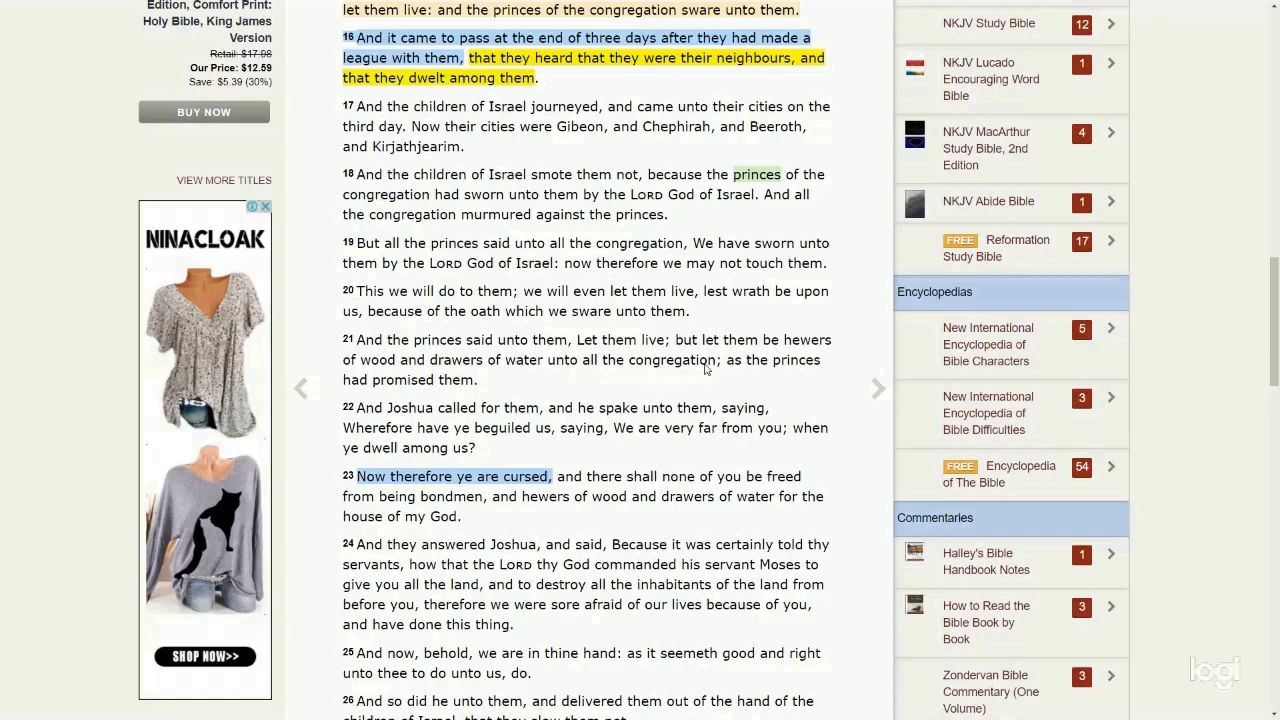 Edition, Comfort Print:
Holy Bible, King James
Version
Retail: $17.98
Our Price: $12.59
Save: $5.39 (30%)
BUY NOW
VIEW MORE TITLES
NINACLOAK
SHOP NOW>>
let them live: and the princes of the congregation sware unto them.
16 And it came to pass at the end of three days after they had made a
league with them, that they heard that they were their neighbours, and
that they dwelt among them.
17 And the children of Israel journeyed, and came unto their cities on the
third day. Now their cities were Gibeon, and Chephirah, and Beeroth,
and Kirjathjearim.
18 And the children of Israel smote them not, because the princes of the
congregation had sworn unto them by the LORD God of Israel. And all
the congregation murmured against the princes.
19 But all the princes said unto all the congregation, We have sworn unto
them by the LORD God of Israel: now therefore we may not touch them.
20 This we will do to them; we will even let them live, lest wrath be upon
us, because of the oath which we sware unto them.
21 And the princes said unto them, Let them live; but let them be hewers
of wood and drawers of water unto all the congregation; as the princes
had promised them.
22 And Joshua called for them, and he spake unto them, saying,
Wherefore have ye beguiled us, saying, We are very far from you; when
ye dwell among us?
23 Now therefore ye are cursed, and there shall none of you be freed
from being bondmen, and hewers of wood and drawers of water for the
house of my God.
24 And they answered Joshua, and said, Because it was certainly told thy
servants, how that the LORD thy God commanded his servant Moses to
give you all the land, and to destroy all the inhabitants of the land from
before you, therefore we were sore afraid of our lives because of you,
and have done this thing.
25 And now, behold, we are in thine hand: as it seemeth good and right
unto thee to do unto us, do.
26 And so did he unto them, and delivered them out of the hand of the
children of Israel, that they slew them not.
NKJV Study Bible 12
NKJV Lucado 1
Encouraging Word
Bible
NKJV MacArthur 4
Study Bible, 2nd
Edition
NKJV Abide Bible 1
FREE Reformation 17
Study Bible
Encyclopedias
New International 5
Encyclopedia of
Bible Characters
New International 3
Encyclopedia of
Bible Difficulties
FREE Encyclopedia 54
of The Bible
Commentaries
Halley's Bible 1
Handbook Notes
How to Read the 3
Bible Book by
Book
Zondervan Bible 3
Commentary (One
Volume)
logi